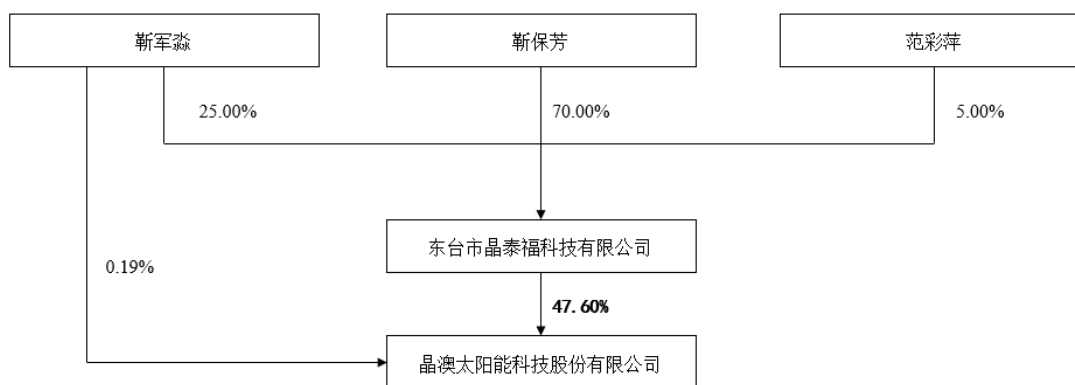 靳军淼
靳保芳
范彩萍
25.00%
70.00%
5.00%
东台市晶泰福科技有限公司
0.19%
47.60%
晶澳太阳能科技股份有限公司